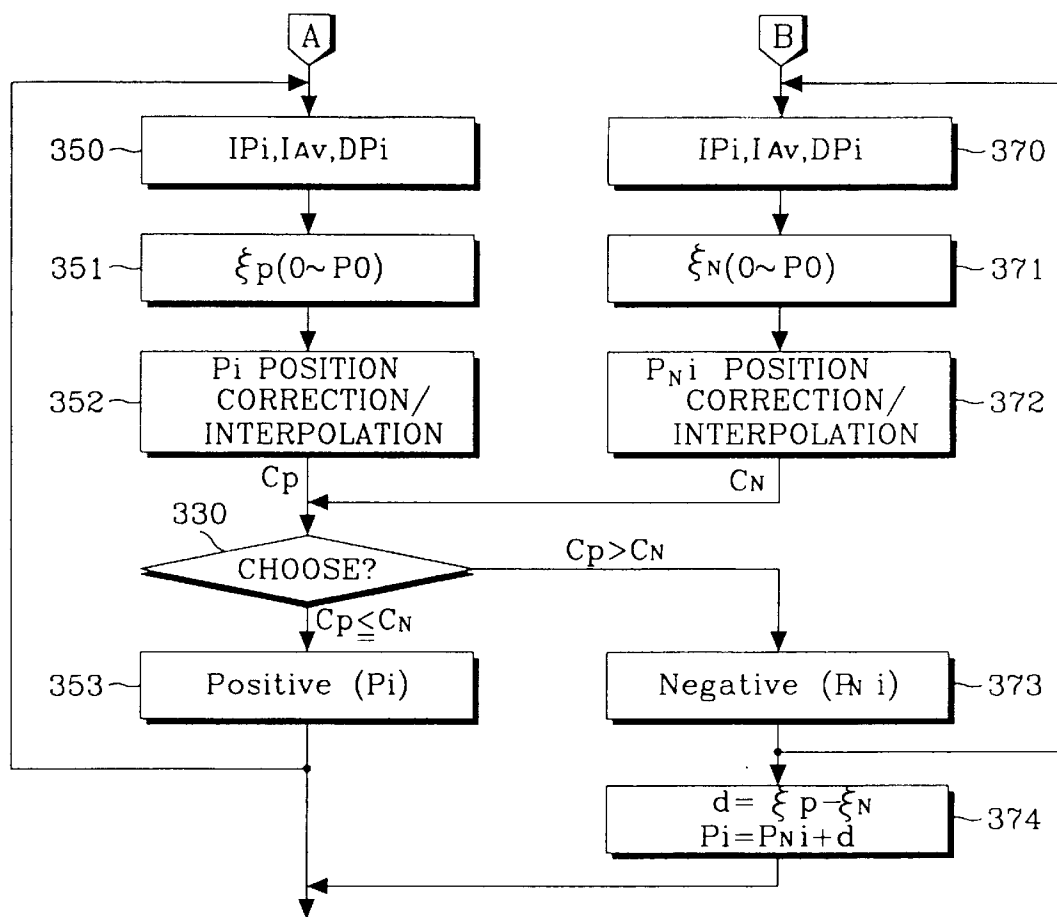 A
B
350
IPi,IAv,DPi
IPi,IAv,DPi
370
351
ξp(0~P0)
ξN(0~P0)
371
352
Pi POSITION
CORRECTION/
INTERPOLATION
PN i POSITION
CORRECTION/
INTERPOLATION
372
Cp
CN
330
CHOOSE?
Cp>CN
Cp≦CN
353
Positive (Pi)
Negative (PN i)
373
d= ξp-ξN
Pi=PNi+d
374